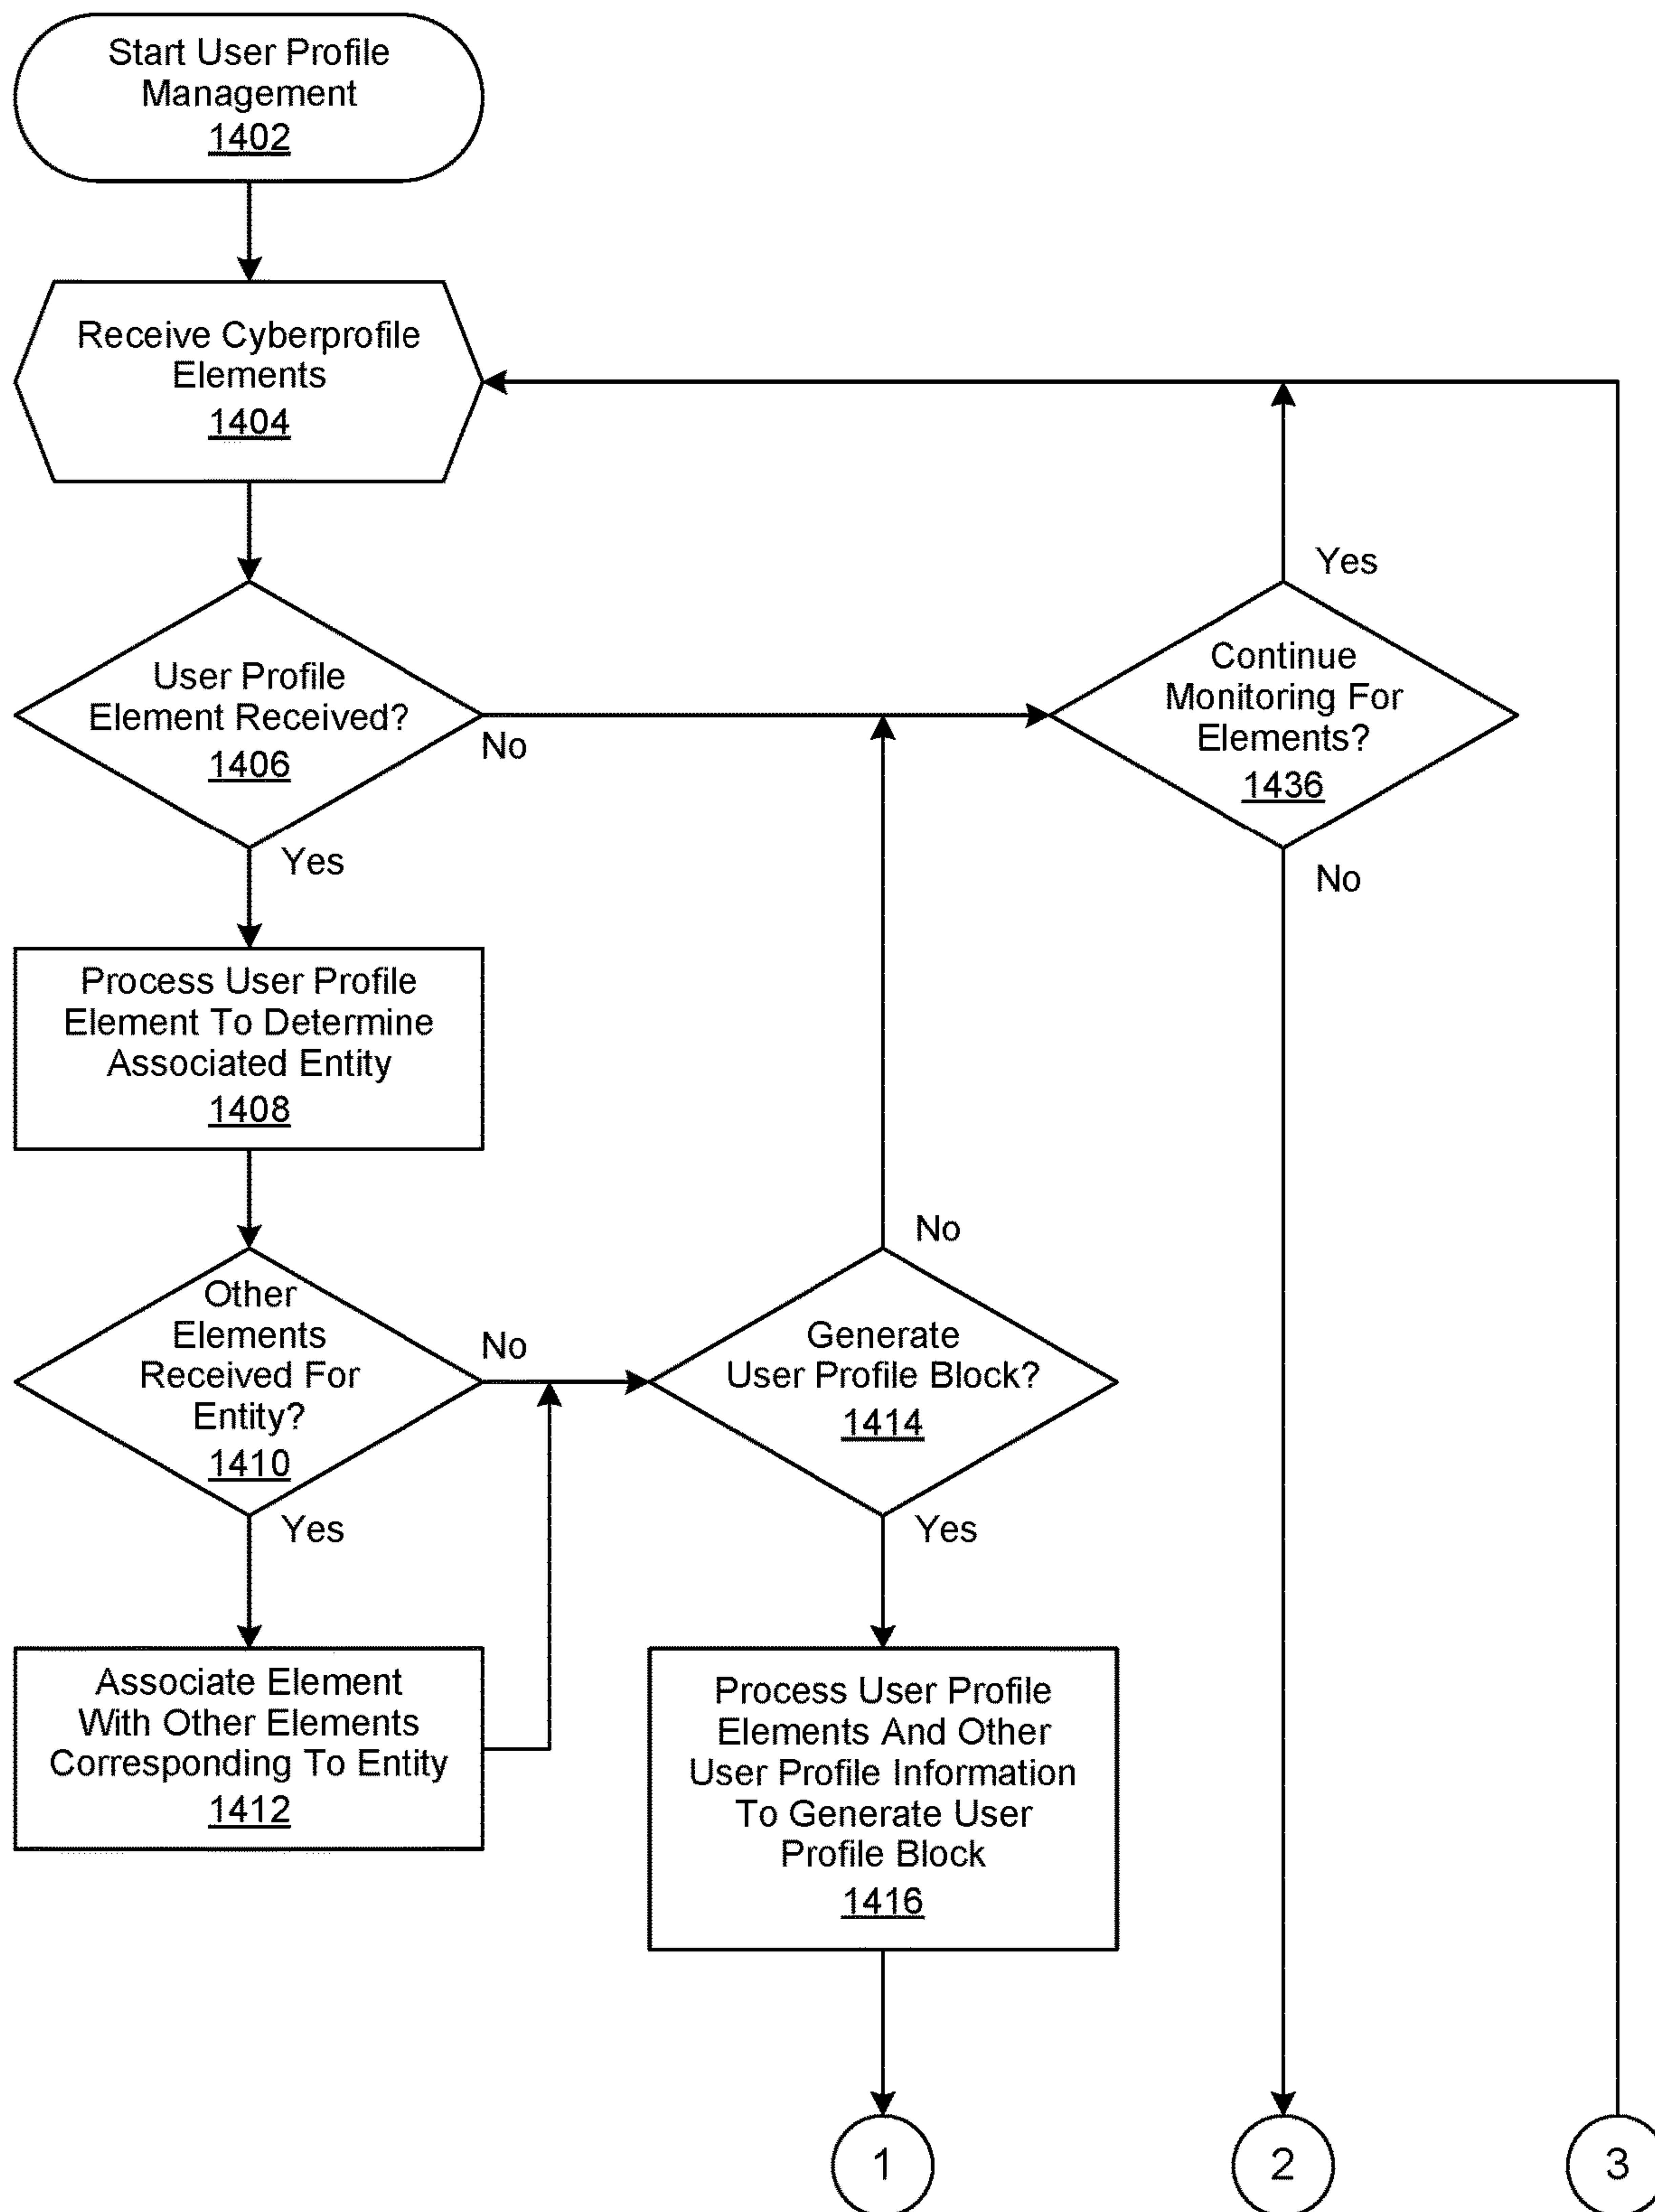 Start User Profile
Management
1402
Receive Cyberprofile
Elements
1404
User Profile
Element Received?
1406
No
Yes
Continue
Monitoring For
Elements?
1436
Yes
No
Process User Profile
Element To Determine
Associated Entity
1408
Other
Elements
Received For
Entity?
1410
No
Yes
Generate
User Profile Block?
1414
No
Yes
Associate Element
With Other Elements
Corresponding To Entity
1412
Process User Profile
Elements And Other
User Profile Information
To Generate User
Profile Block
1416
1
2
3